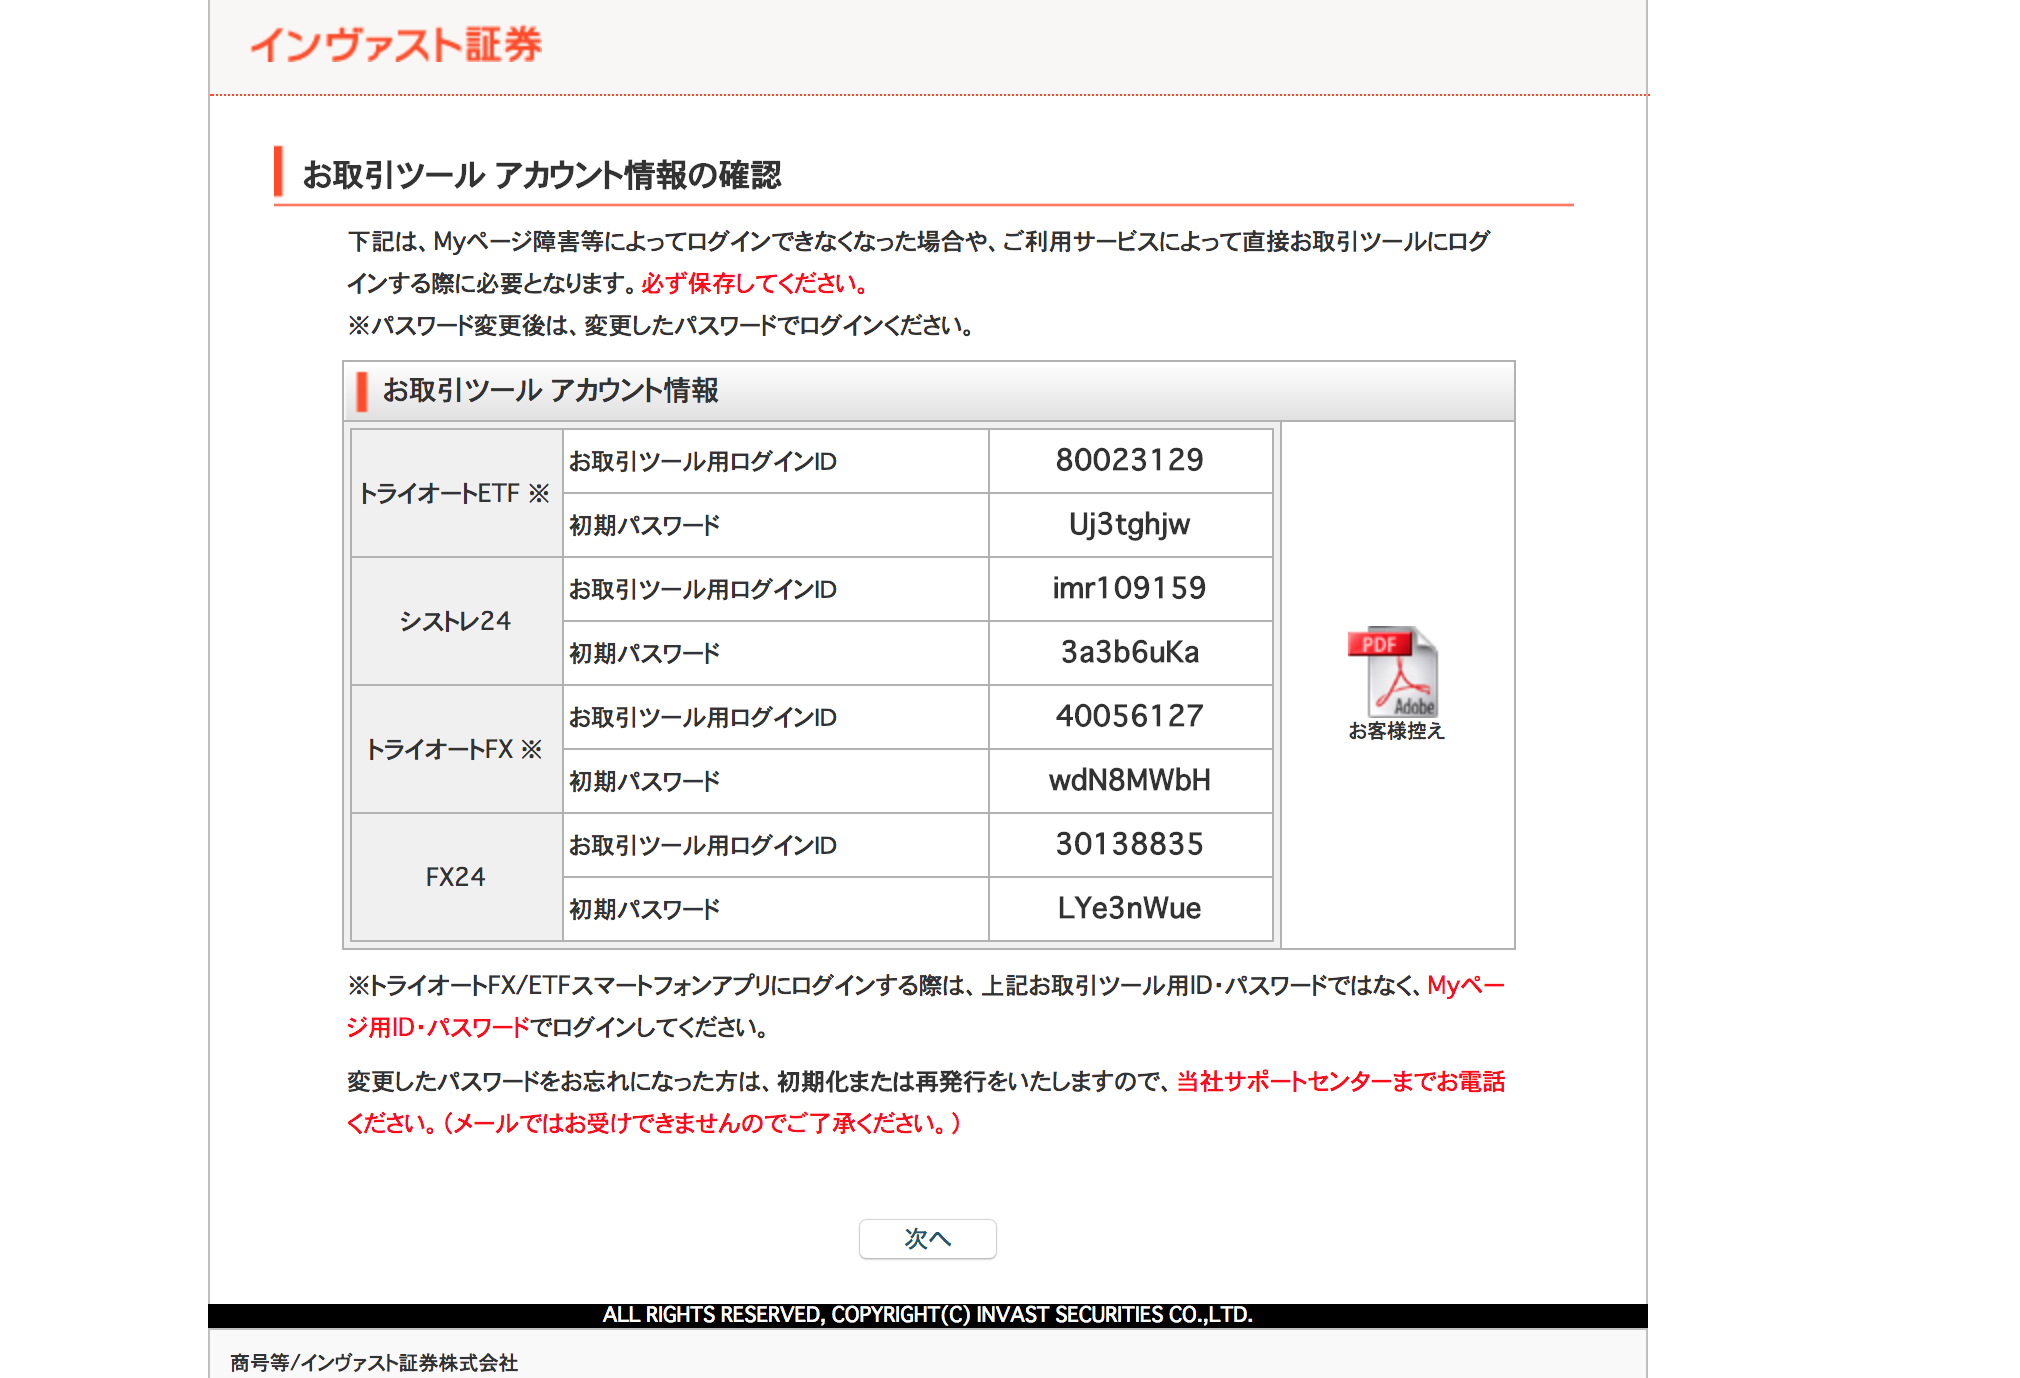 インヴァスト証券
お取引ツール アカウント情報の確認
下記は、Myページ障害等によってログインできなくなった場合や、ご利用サービスによって直接お取引ツールにログ
インする際に必要となります。必ず保存してください。
※パスワード変更後は、変更したパスワードでログインください。
お取引ツール アカウント情報
トライオートETF ※
お取引ツール用ログインID
80023129
初期パスワード
Uj3tghjw
シストレ24
お取引ツール用ログインID
imr109159
初期パスワード
3a3b6uKa
トライオートFX ※
お取引ツール用ログインID
40056127
初期パスワード
wdN8MWbH
FX24
お取引ツール用ログインID
30138835
初期パスワード
LYe3nWue
PDF
Adobe
お客様控え
※トライオートFX/ETFスマートフォンアプリにログインする際は、上記お取引ツール用ID・パスワードではなく、Myペー
ジ用ID・パスワードでログインしてください。
変更したパスワードをお忘れになった方は、初期化または再発行をいたしますので、当社サポートセンターまでお電話
ください。（メールではお受けできませんのでご了承ください。）
次へ
ALL RIGHTS RESERVED, COPYRIGHT(C) INVAST SECURITIES CO.,LTD.
商号等/インヴァスト証券株式会社